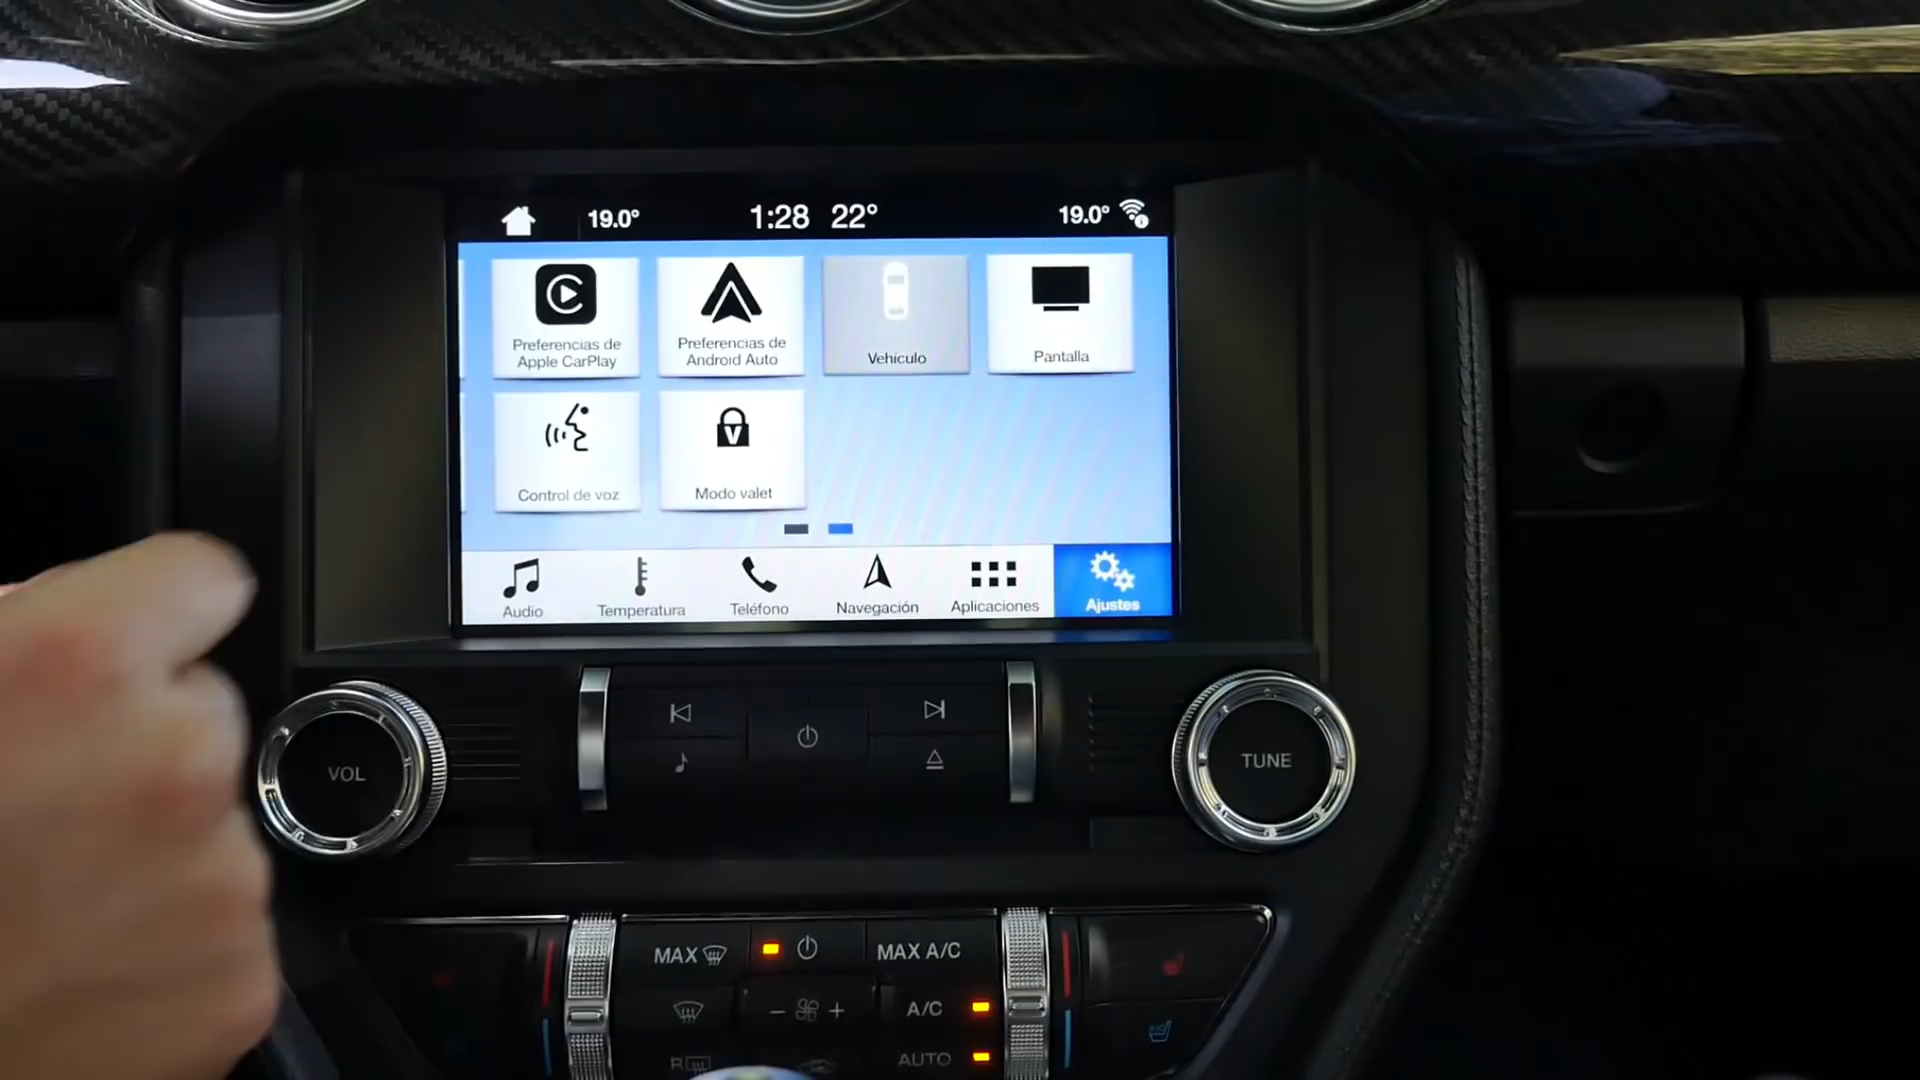 19.0° 1:28 22° 19.0°
Preferencias de
Apple CarPlay
Preferencias de
Android Auto
Vehículo
Pantalla
Control de voz
V
Modo valet
Audio
Temperatura
Teléfono
Navegación
Aplicaciones
Ajustes
VOL
TUNE
MAX
MAX A/C
A/C
R
AUTO